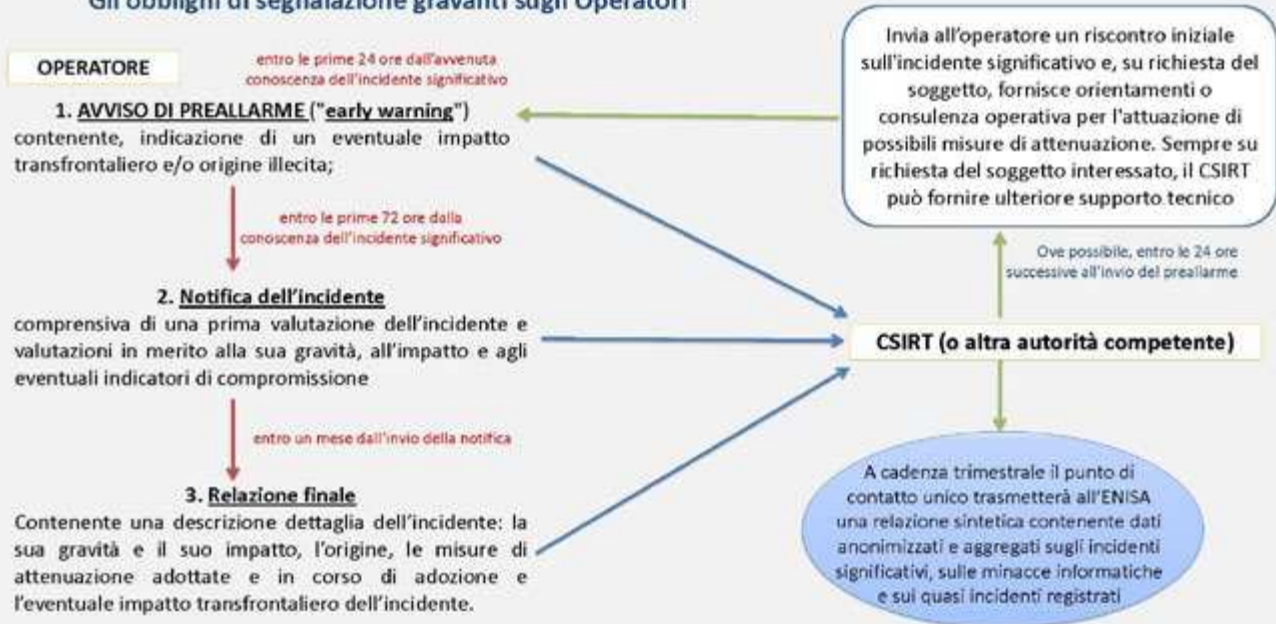 Gli obblighi di segnalazione gravanti sugli Operatori
OPERATORE
entro le prime 24 ore dall'avvenuta
conoscenza dell'incidente significativo
1. AVVISO DI PREALLARME ("early warning")
contenente, indicazione di un eventuale impatto
transfrontaliero e/o origine illecita;
entro le prime 72 ore dalla
conoscenza dell'incidente significativo
2. Notifica dell'incidente
comprensiva di una prima valutazione dell'incidente e
valutazioni in merito alla sua gravità, all'impatto e agli
eventuali indicatori di compromissione
entro un mese dall'invio della notifica
3. Relazione finale
Contenente una descrizione dettaglia dell'incidente: la
sua gravità e il suo impatto, l'origine, le misure di
attenuazione adottate e in corso di adozione e
l'eventuale impatto transfrontaliero dell'incidente.
Invia all'operatore un riscontro iniziale
sull'incidente significativo e, su richiesta del
soggetto, fornisce orientamenti o
consulenza operativa per l'attuazione di
possibili misure di attenuazione. Sempre su
richiesta del soggetto interessato, il CSIRT
può fornire ulteriore supporto tecnico
Ove possibile, entro le 24 ore
successive all'invio del preallarme
CSIRT (o altra autorità competente)
A cadenza trimestrale il punto di
contatto unico trasmetterà all'ENISA
una relazione sintetica contenente dati
anonimizzati e aggregati sugli incidenti
significativi, sulle minacce informatiche
e sui quasi incidenti registrati